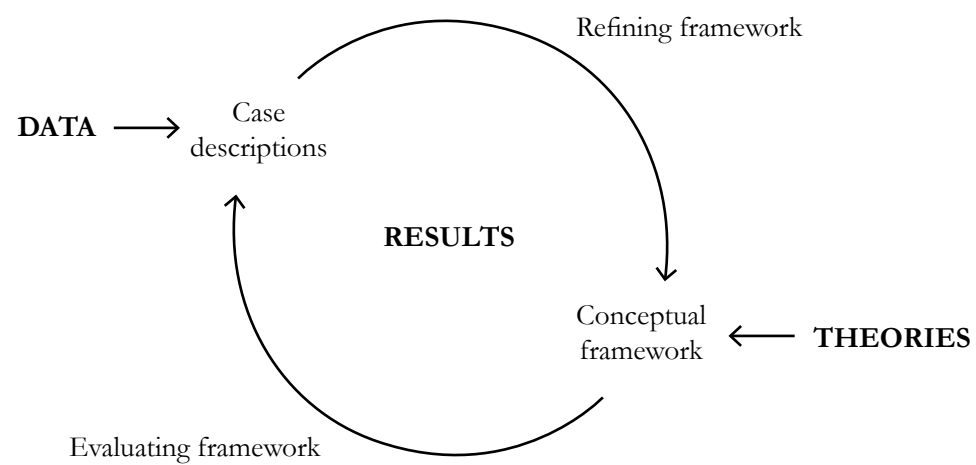 Refining framework
Case
descriptions
DATA
RESULTS
Conceptual
framework
THEORIES
Evaluating framework